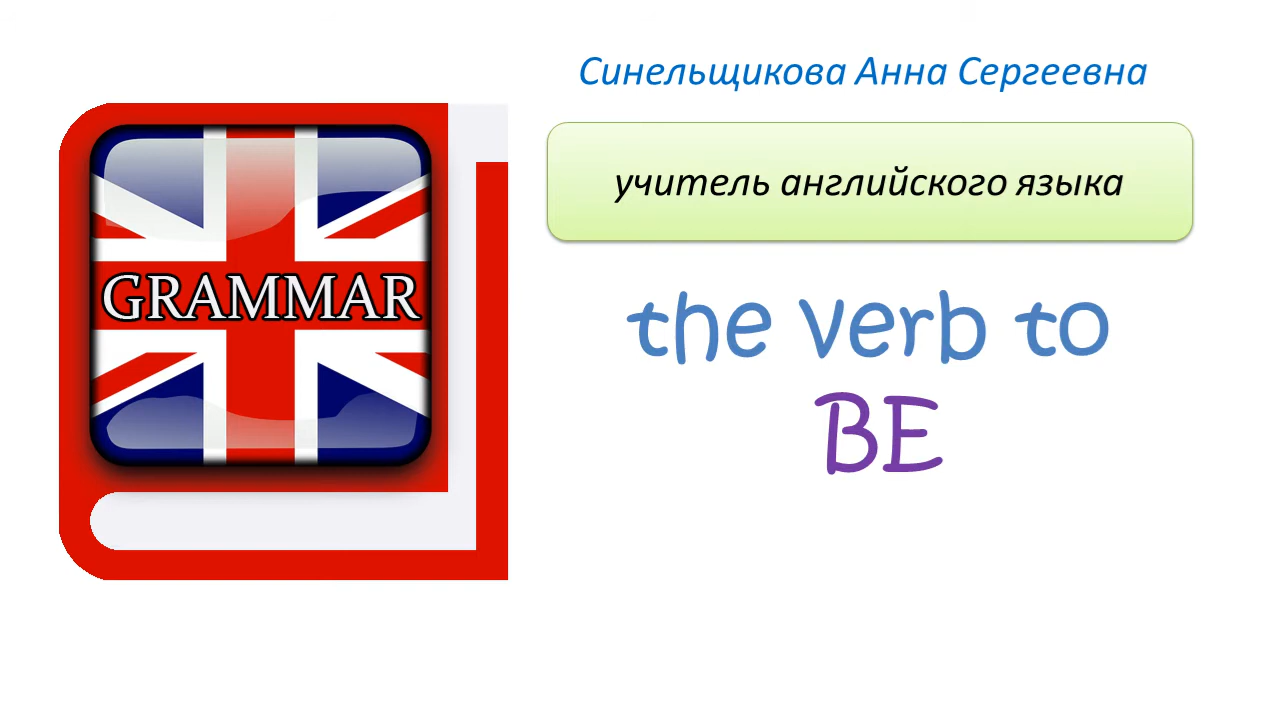 Синельщикова Анна Сергеевна
учитель английского языка
GRAMMAR
the verb to
BE